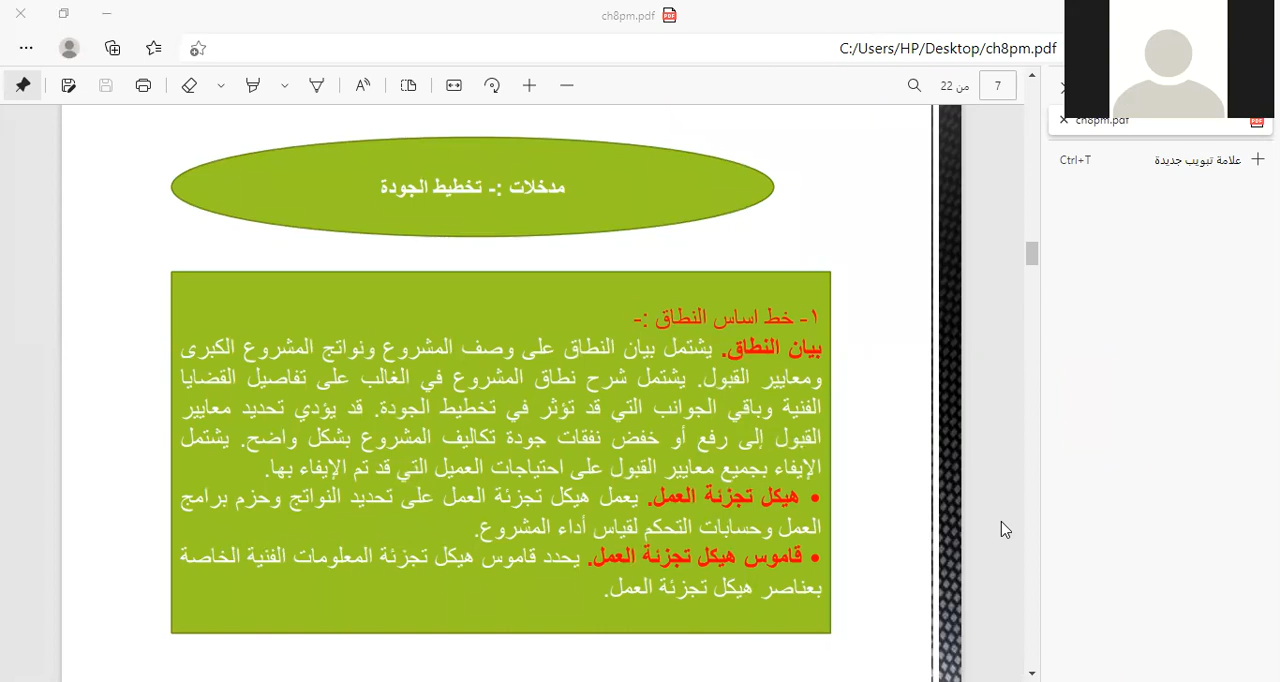 ch8pm.pdf
C:/Users/HP/Desktop/ch8pm.pdf
7
من 22
ch8pm.pdf
علامة تبويب جديدة
Ctrl+T
مدخلات :- تخطيط الجودة
١- خط اساس النطاق :-
بيان النطاق. يشتمل بيان النطاق على وصف المشروع ونواتج المشروع الكبرى
ومعايير القبول. يشتمل شرح نطاق المشروع في الغالب على تفاصيل القضايا
الفنية وباقي الجوانب التي قد تؤثر في تخطيط الجودة. قد يؤدي تحديد معايير
القبول إلى رفع أو خفض نفقات جودة تكاليف المشروع بشكل واضح. يشتمل
الإيفاء بجميع معايير القبول على احتياجات العميل التي قد تم الإيفاء بها.
• هيكل تجزئة العمل. يعمل هيكل تجزئة العمل على تحديد النواتج وحزم برامج
العمل وحسابات التحكم لقياس أداء المشروع.
• قاموس هيكل تجزئة العمل. يحدد قاموس هيكل تجزئة المعلومات الفنية الخاصة
بعناصر هيكل تجزئة العمل.